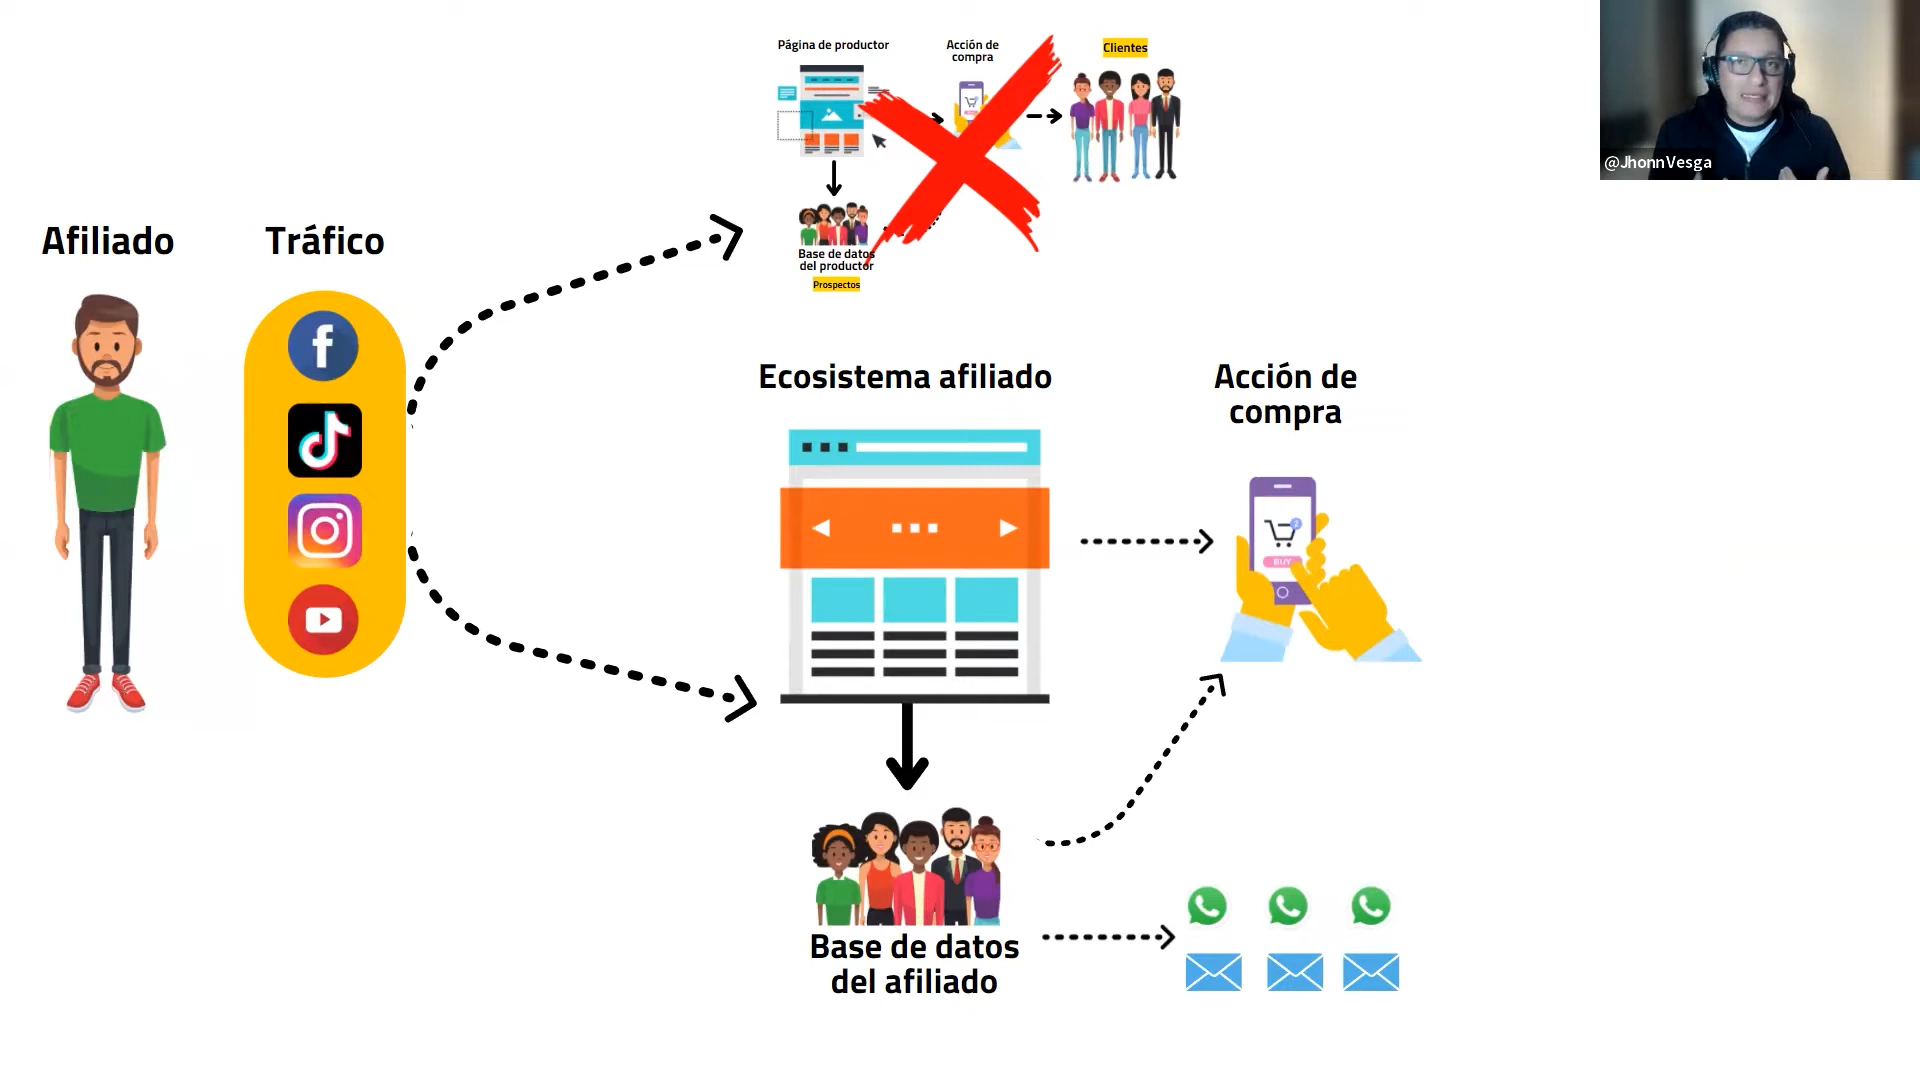 Página de productor
Acción de
compra
Clientes
@JhonnVesga
Base de datos
del productor
Prospectos
Afiliado
Tráfico
Ecosistema afiliado
Acción de
compra
BUY
Base de datos
del afiliado